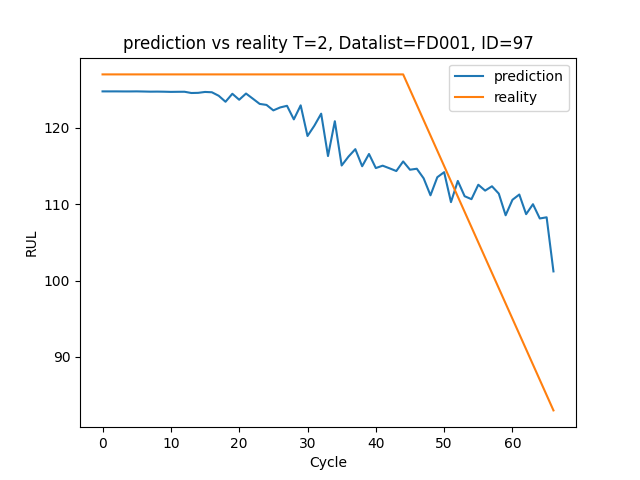 prediction vs reality T=2, Datalist=FD001, ID=97
prediction
reality
120
110
100
90
RUL
0 10 20 30 40 50 60
Cycle